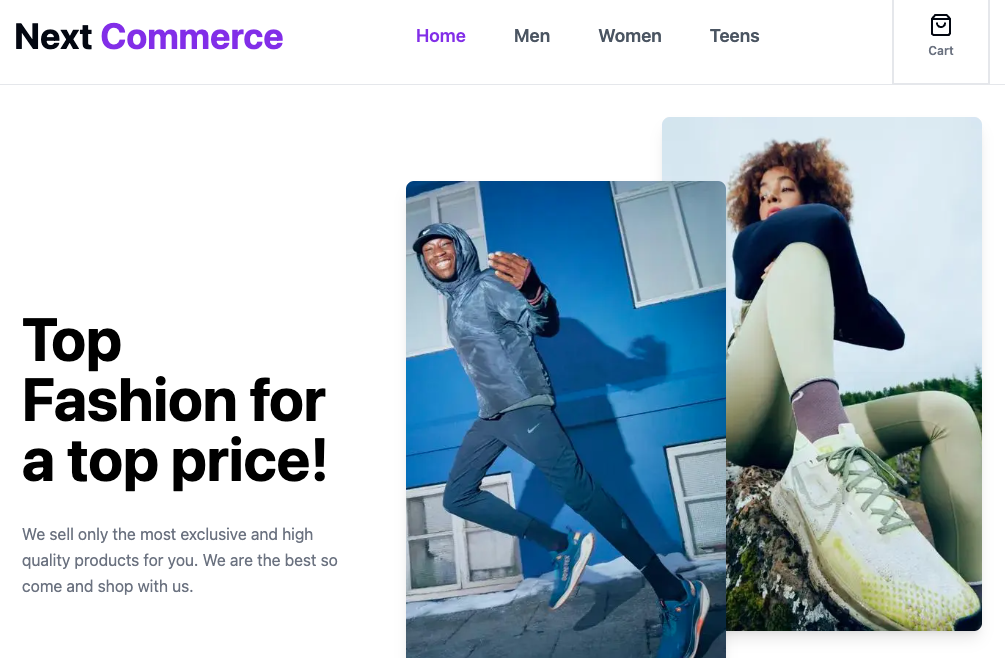 Next Commerce
Home
Men
Women
Teens
Cart
Top
Fashion for
a top price!
We sell only the most exclusive and high
quality products for you. We are the best so
come and shop with us.